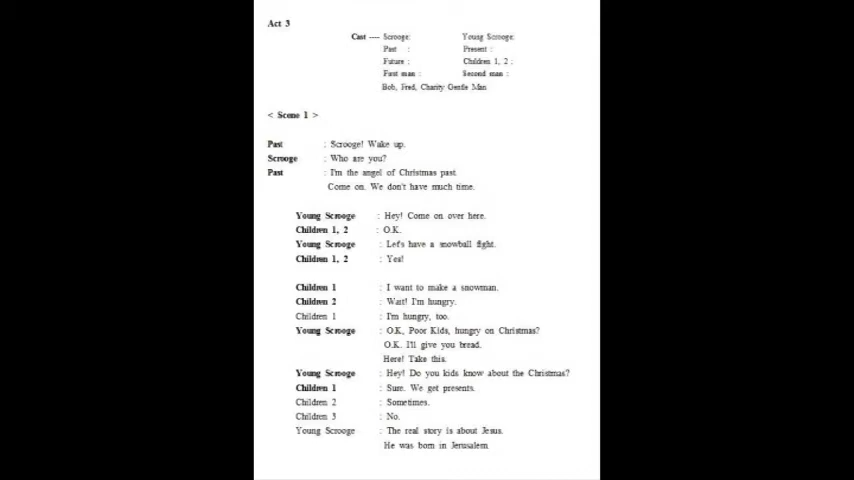 Act 3
Cast ---- Scrooge: Young Scrooge:
Past : Present :
Future : Children 1, 2 :
First man : Second man :
Bob, Fred, Charity Gentle Man
< Scene 1 >
Past : Scrooge! Wake up.
Scrooge : Who are you?
Past : I'm the angel of Christmas past.
Come on. We don't have much time.
Young Scrooge : Hey! Come on over here.
Children 1, 2 : O.K.
Young Scrooge : Let's have a snowball fight.
Children 1, 2 : Yes!
Children 1 : I want to make a snowman.
Children 2 : Wait! I'm hungry.
Children 1 : I'm hungry, too.
Young Scrooge : O.K, Poor Kids, hungry on Christmas?
O.K. I'll give you bread.
Here! Take this.
Young Scrooge : Hey! Do you kids know about the Christmas?
Children 1 : Sure. We get presents.
Children 2 : Sometimes.
Children 3 : No.
Young Scrooge : The real story is about Jesus.
He was born in Jerusalem.